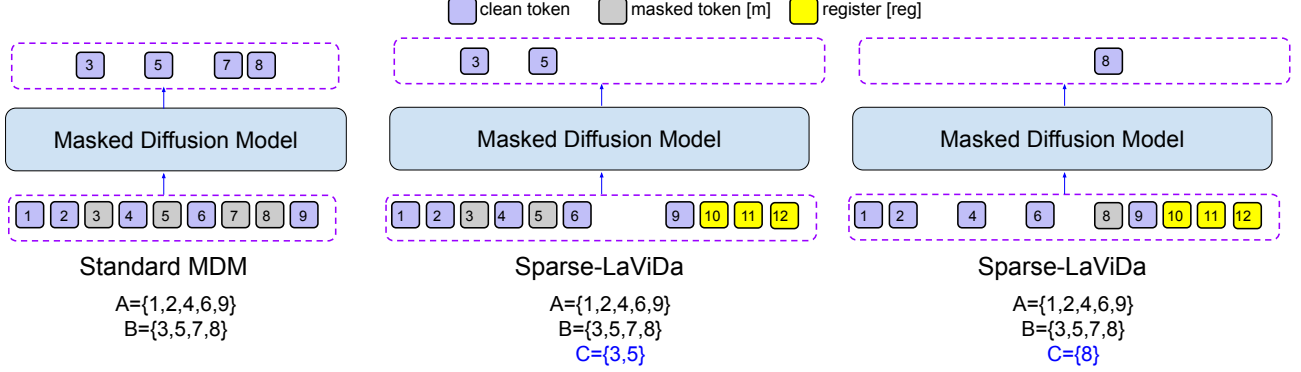 clean token masked token [m] register [reg]
3 5 7 8
3 5
8
Masked Diffusion Model
Masked Diffusion Model
Masked Diffusion Model
1 2 3 4 5 6 7 8 9
1 2 3 4 5 6 9 10 11 12
1 2 4 6 8 9 10 11 12
Standard MDM
Sparse-LaViDa
Sparse-LaViDa
A={1,2,4,6,9}
B={3,5,7,8}
A={1,2,4,6,9}
B={3,5,7,8}
C={3,5}
A={1,2,4,6,9}
B={3,5,7,8}
C={8}